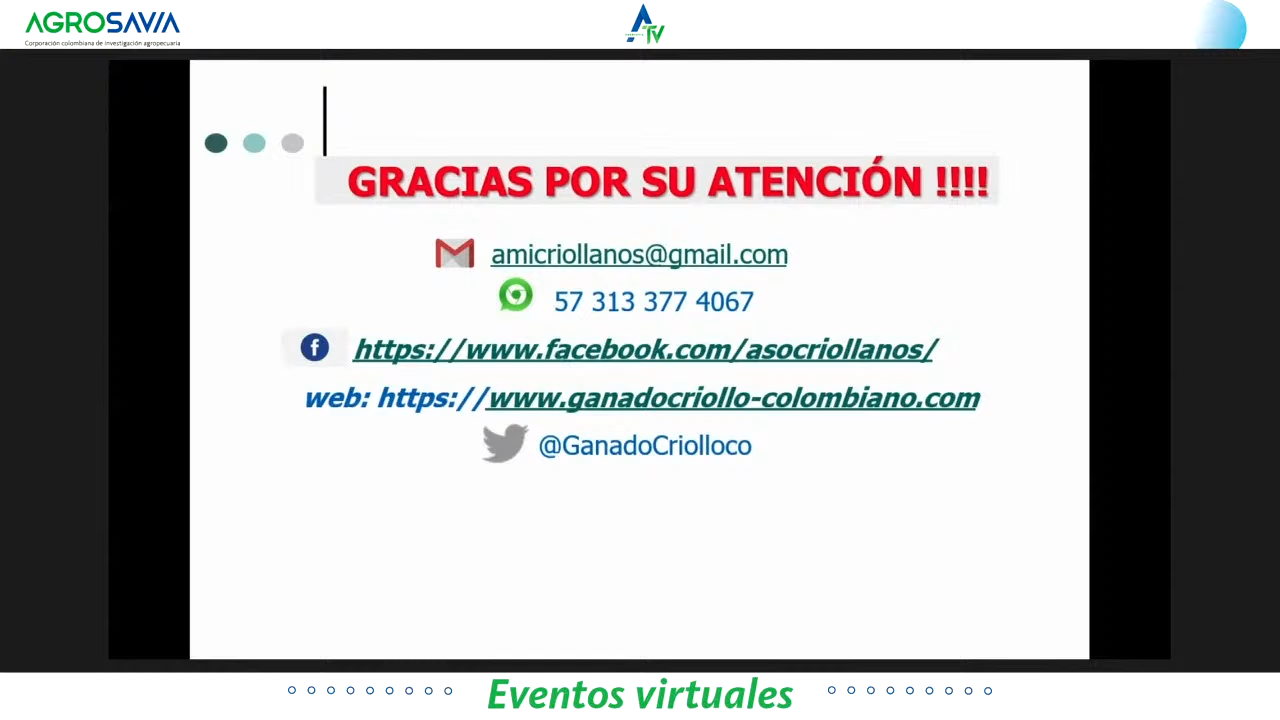 AGROSAVIA
Corporación colombiana de investigación agropecuaria
ATV
GRACIAS POR SU ATENCIÓN !!!!
amicriollanos@gmail.com
57 313 377 4067
https://www.facebook.com/asocriollanos/
web: https://www.ganadocriollo-colombiano.com
@GanadoCriolloco
Eventos virtuales